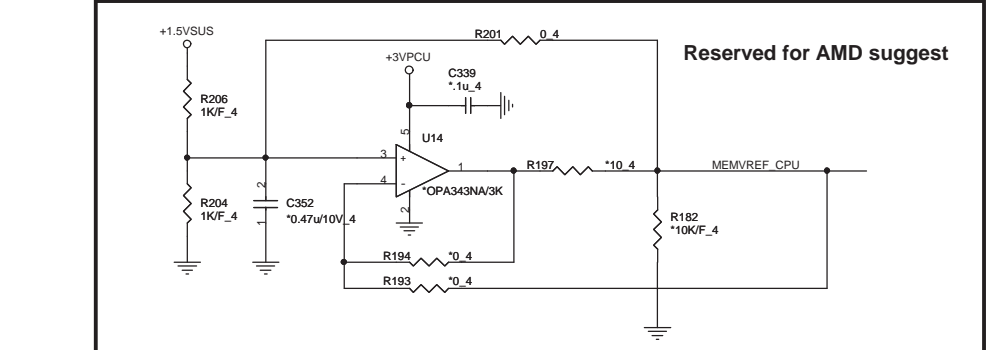 +1.5VSUS
R201 0_4
Reserved for AMD suggest
+3VPCU
C339
*.1u_4
R206
1K/F_4
5
U14
3
+
1
R197 *10_4
MEMVREF_CPU
4
-
*OPA343NA/3K
2
2
R204
1K/F_4
C352
*0.47u/10V_4
1
R182
*10K/F_4
R194 *0_4
R193 *0_4